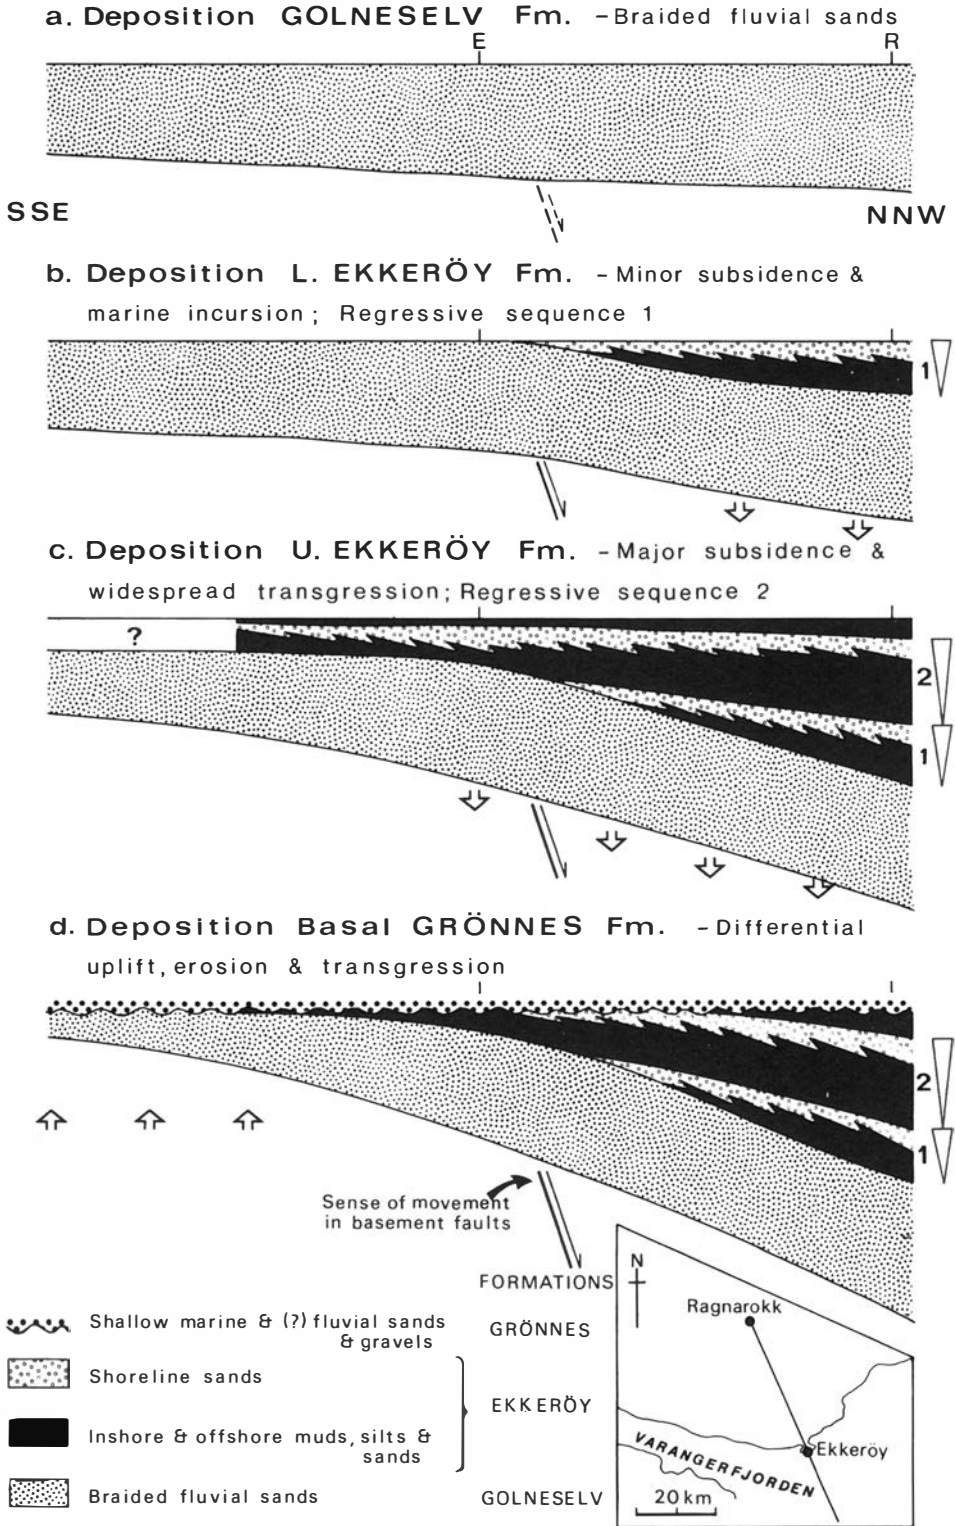 a. Deposition GOLNESELV Fm. – Braided fluvial sands
E R
SSE NNW
b. Deposition L. EKKERÖY Fm. – Minor subsidence &
marine incursion; Regressive sequence 1
1
c. Deposition U. EKKERÖY Fm. – Major subsidence &
widespread transgression; Regressive sequence 2
?
2
1
d. Deposition Basal GRÖNNES Fm. – Differential
uplift, erosion & transgression
2
1
Sense of movement
in basement faults
FORMATIONS
Shallow marine & (?) fluvial sands
& gravels
GRÖNNES
Shoreline sands
EKKERÖY
Inshore & offshore muds, silts &
sands
Braided fluvial sands
GOLNESELV
N
Ragnarokk
Ekkeröy
VARANGERFJORDEN
20 km